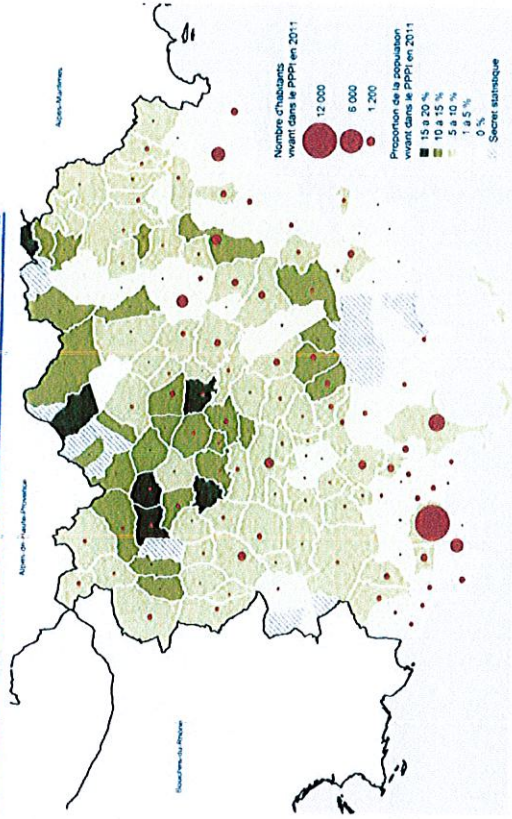 Alpes-Maritimes
Alpes de Haute-Provence
Bouches-du-Rhône
Nombre d'habitants
vivant dans le PPPI en 2011
12 000
6 000
1 200
Proportion de la population
vivant dans le PPPI en 2011
15 à 20 %
10 à 15 %
5 à 10 %
1 à 5 %
0 %
Secret statistique